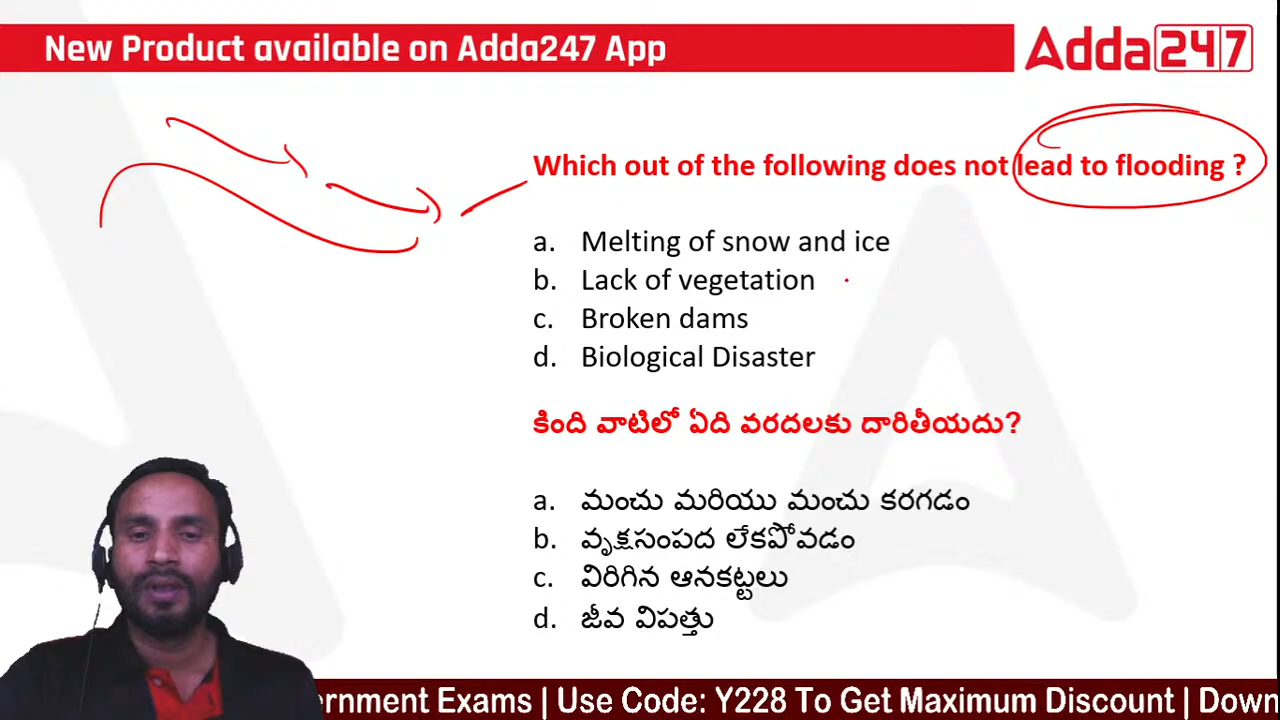 New Product available on Adda247 App
Adda247
Which out of the following does not lead to flooding ?
a. Melting of snow and ice
b. Lack of vegetation
c. Broken dams
d. Biological Disaster
కింది వాటిలో ఏది వరదలకు దారితీయదు?
a. మంచు మరియు మంచు కరగడం
b. వృక్షసంపద లేకపోవడం
c. విరిగిన ఆనకట్టలు
d. జీవ విపత్తు
ernment Exams | Use Code: Y228 To Get Maximum Discount | Down